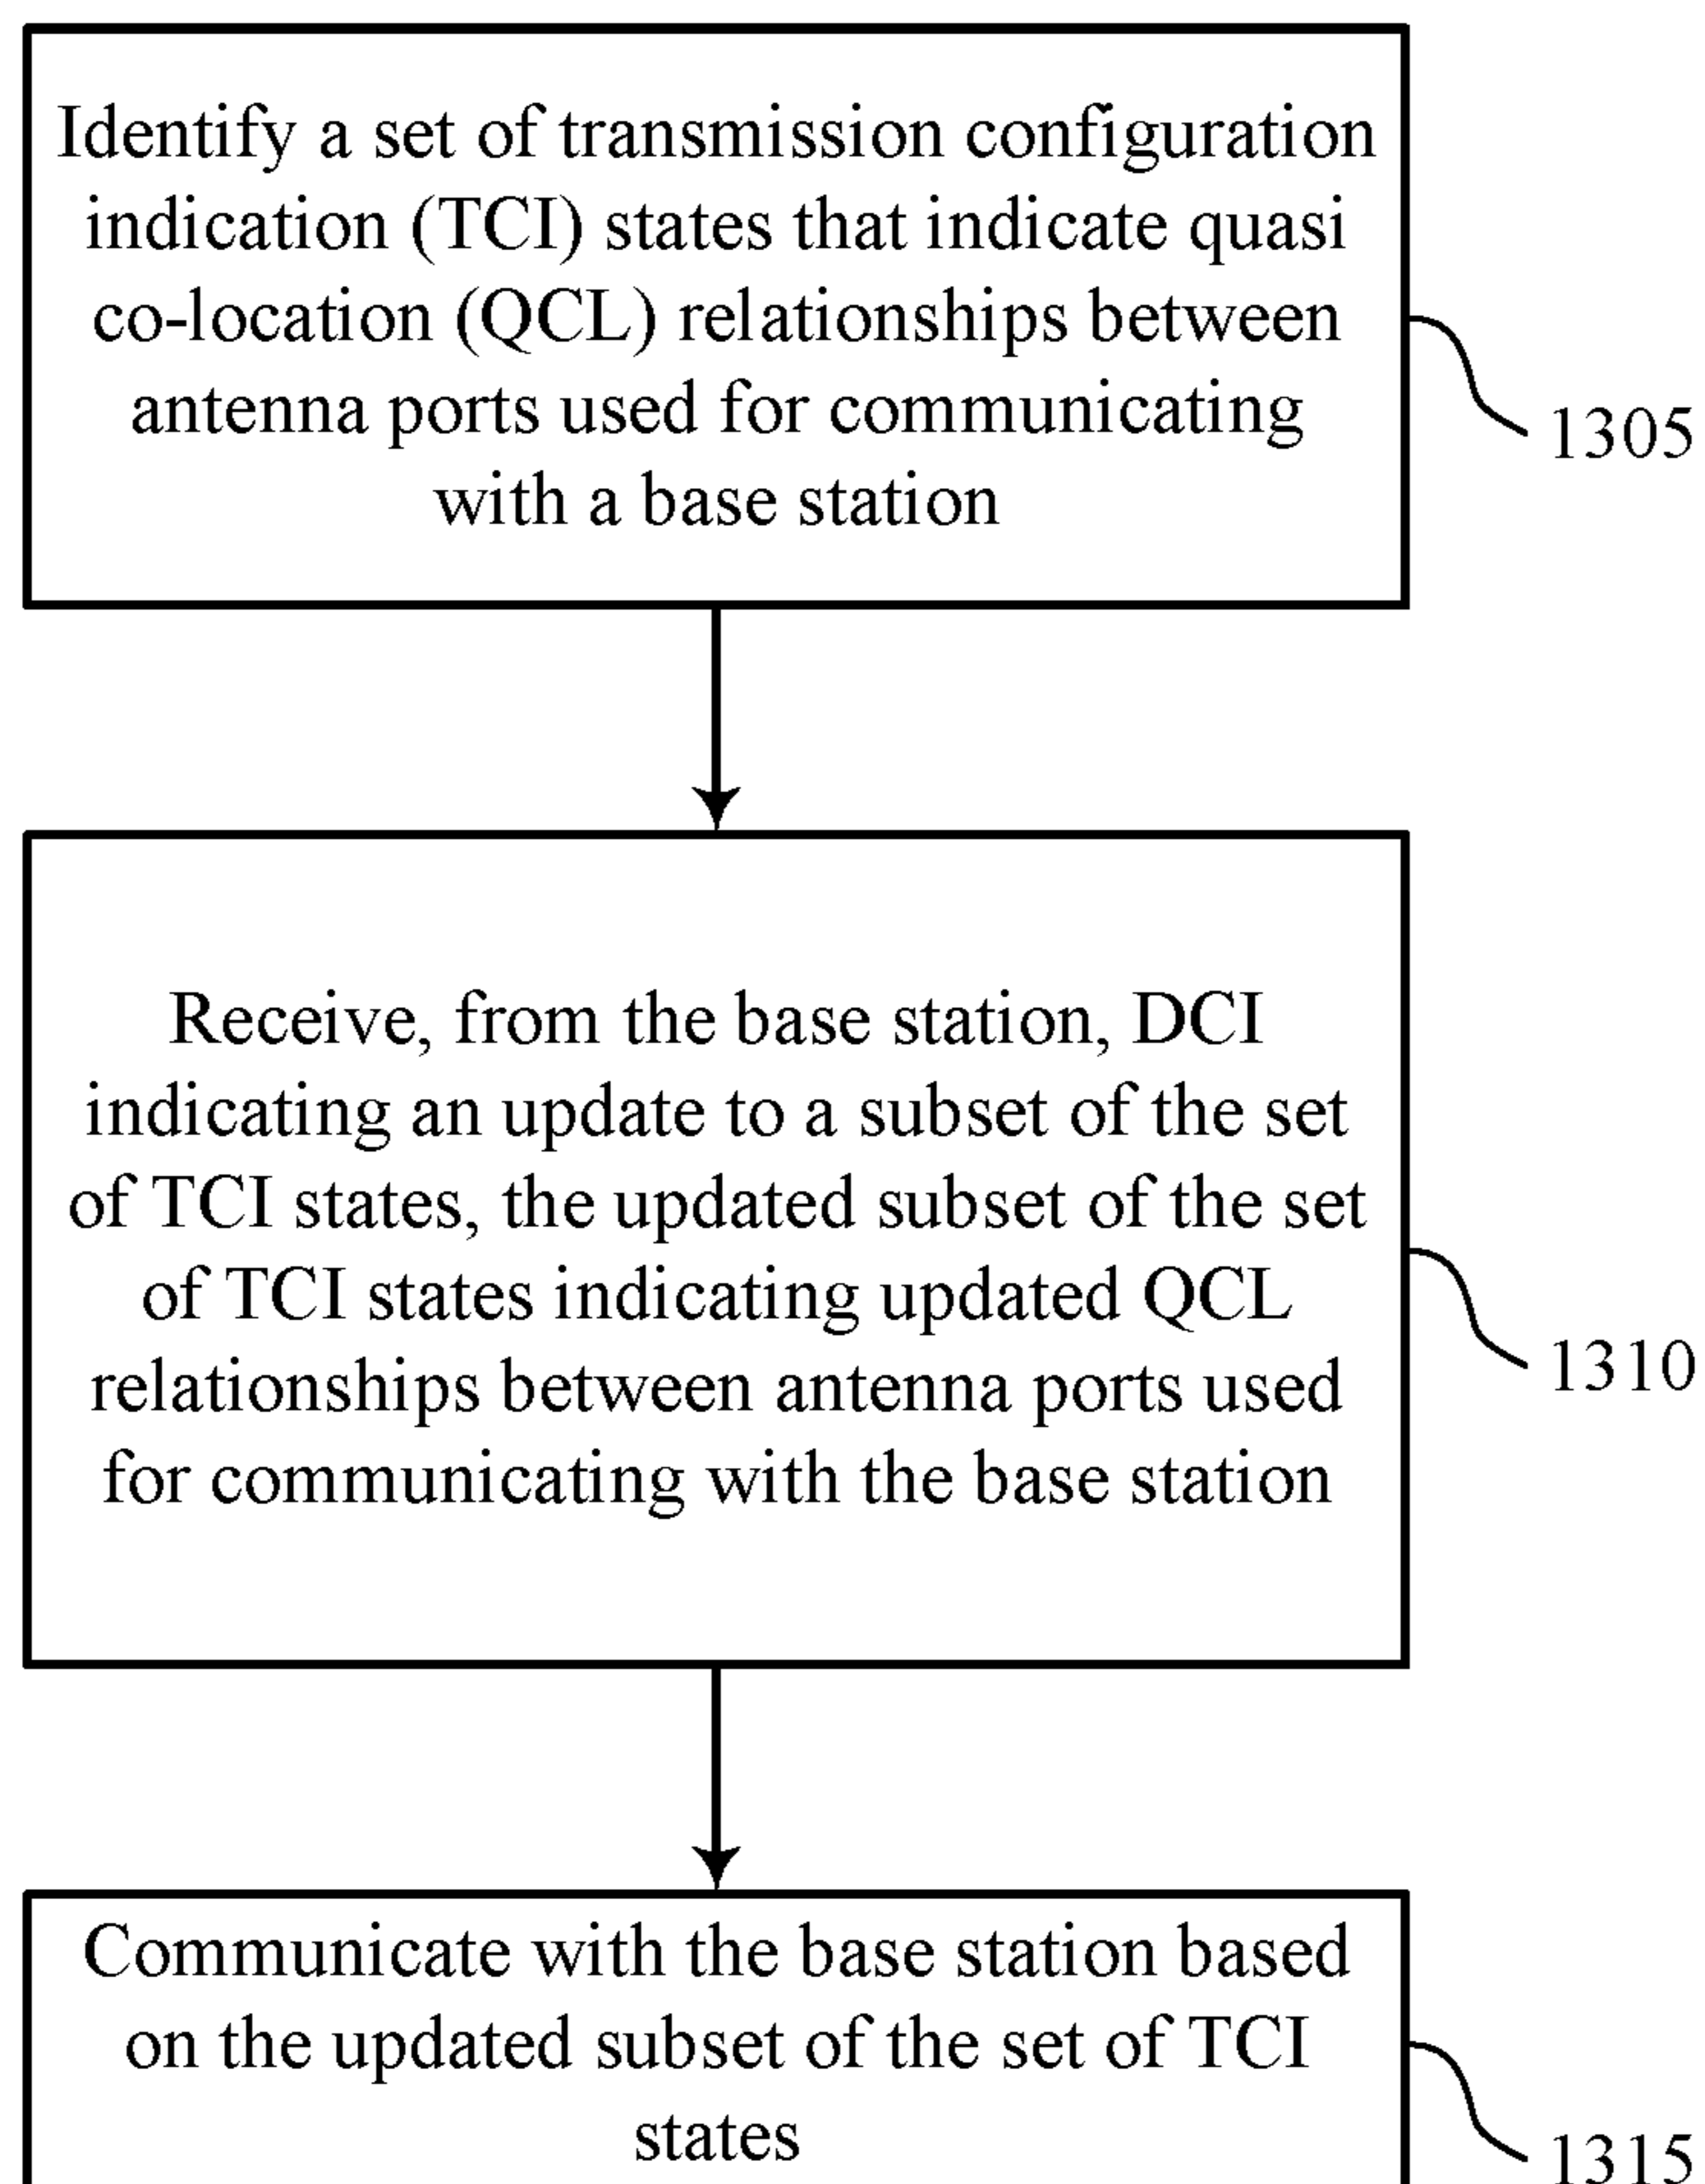 Identify a set of transmission configuration
indication (TCI) states that indicate quasi
co-location (QCL) relationships between
antenna ports used for communicating
with a base station
1305
Receive, from the base station, DCI
indicating an update to a subset of the set
of TCI states, the updated subset of the set
of TCI states indicating updated QCL
relationships between antenna ports used
for communicating with the base station
1310
Communicate with the base station based
on the updated subset of the set of TCI
states
1315